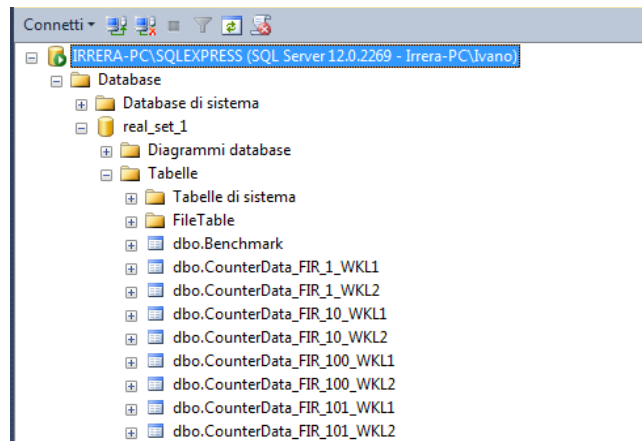 Connetti
IRRERA-PC\SQLEXPRESS (SQL Server 12.0.2269 - Irrera-PC\Ivano)
Database
Database di sistema
real_set_1
Diagrammi database
Tabelle
Tabelle di sistema
FileTable
dbo.Benchmark
dbo.CounterData_FIR_1_WKL1
dbo.CounterData_FIR_1_WKL2
dbo.CounterData_FIR_10_WKL1
dbo.CounterData_FIR_10_WKL2
dbo.CounterData_FIR_100_WKL1
dbo.CounterData_FIR_100_WKL2
dbo.CounterData_FIR_101_WKL1
dbo.CounterData_FIR_101_WKL2